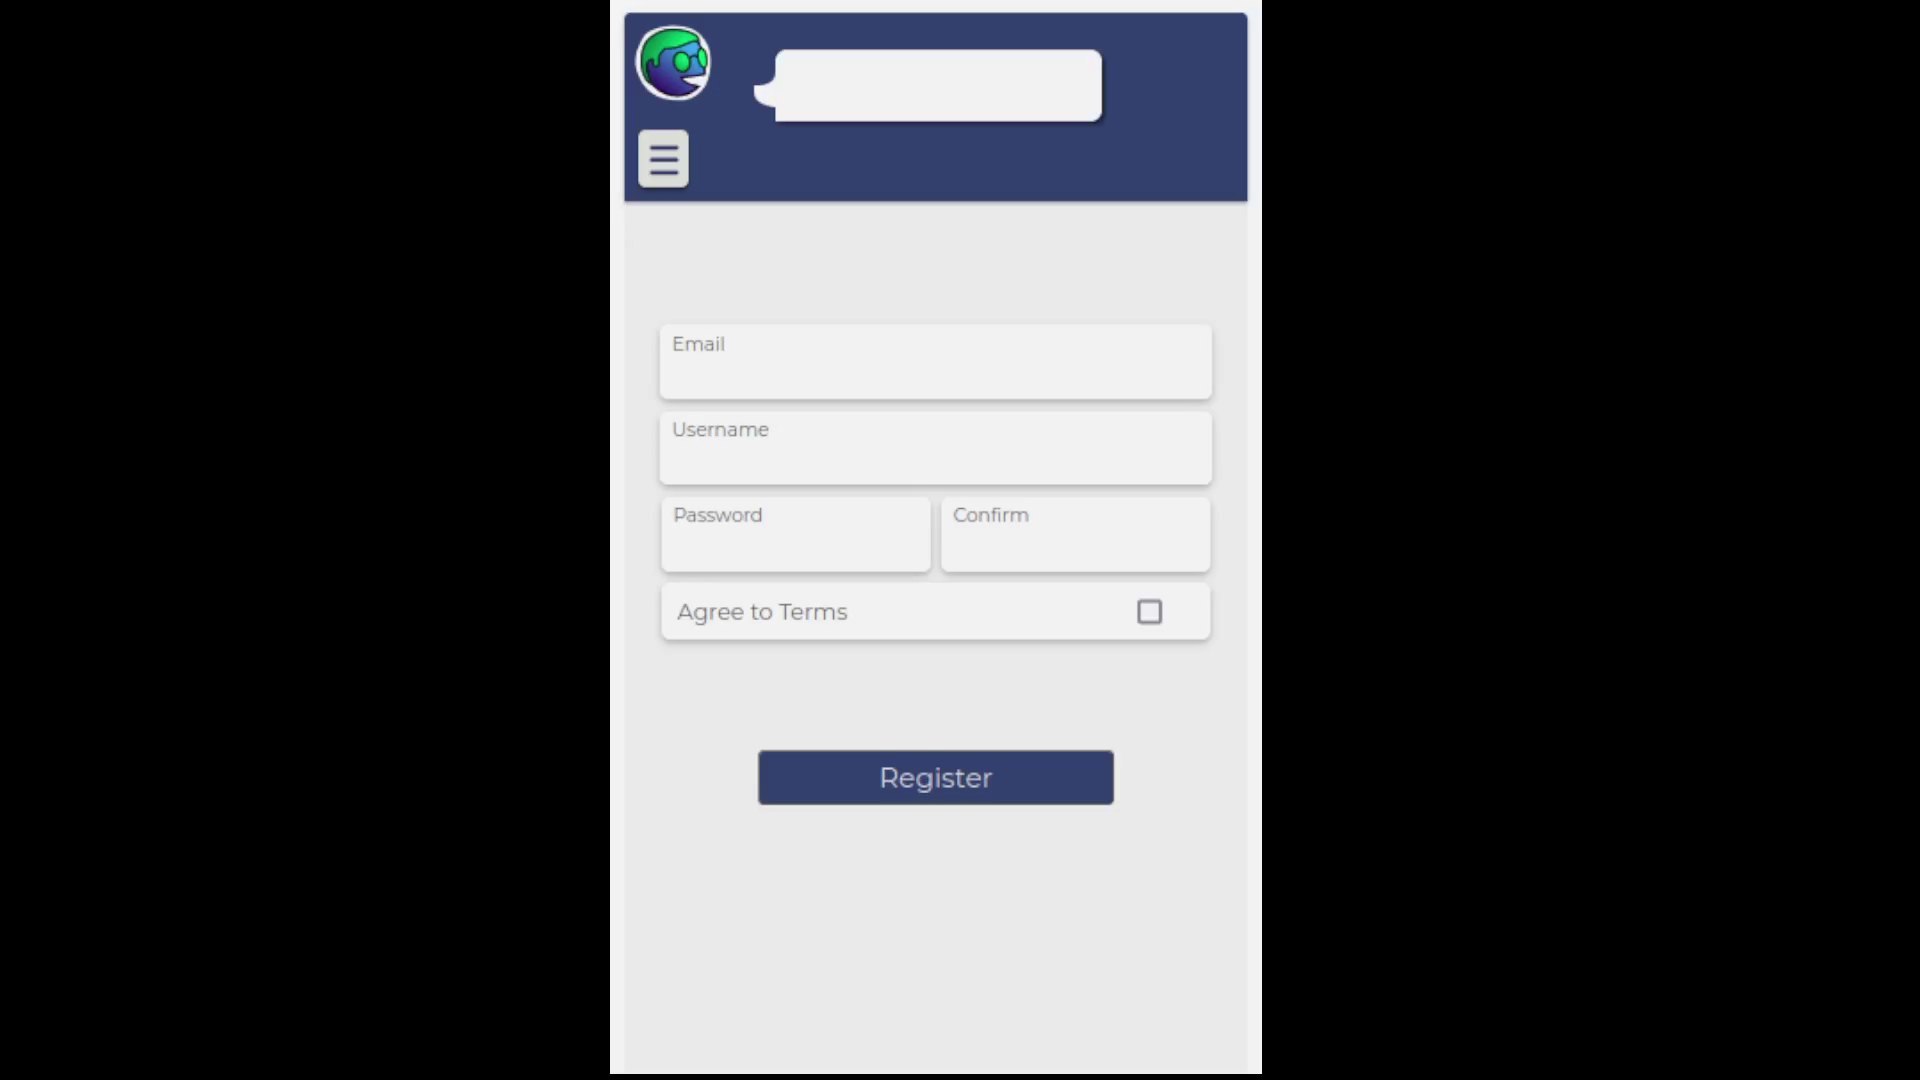 Email
Username
Password Confirm
Agree to Terms
Register